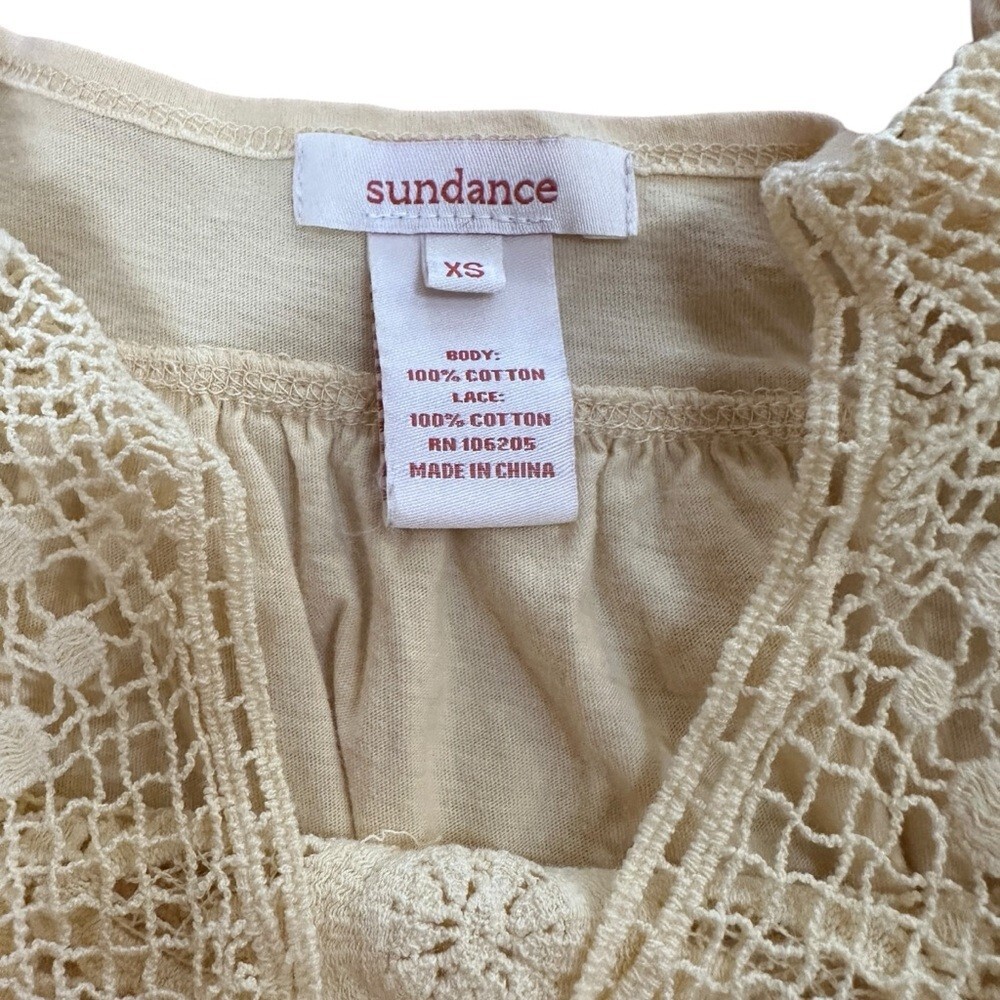 sundance
XS
BODY:
100% COTTON
LACE:
100% COTTON
RN 106205
MADE IN CHINA